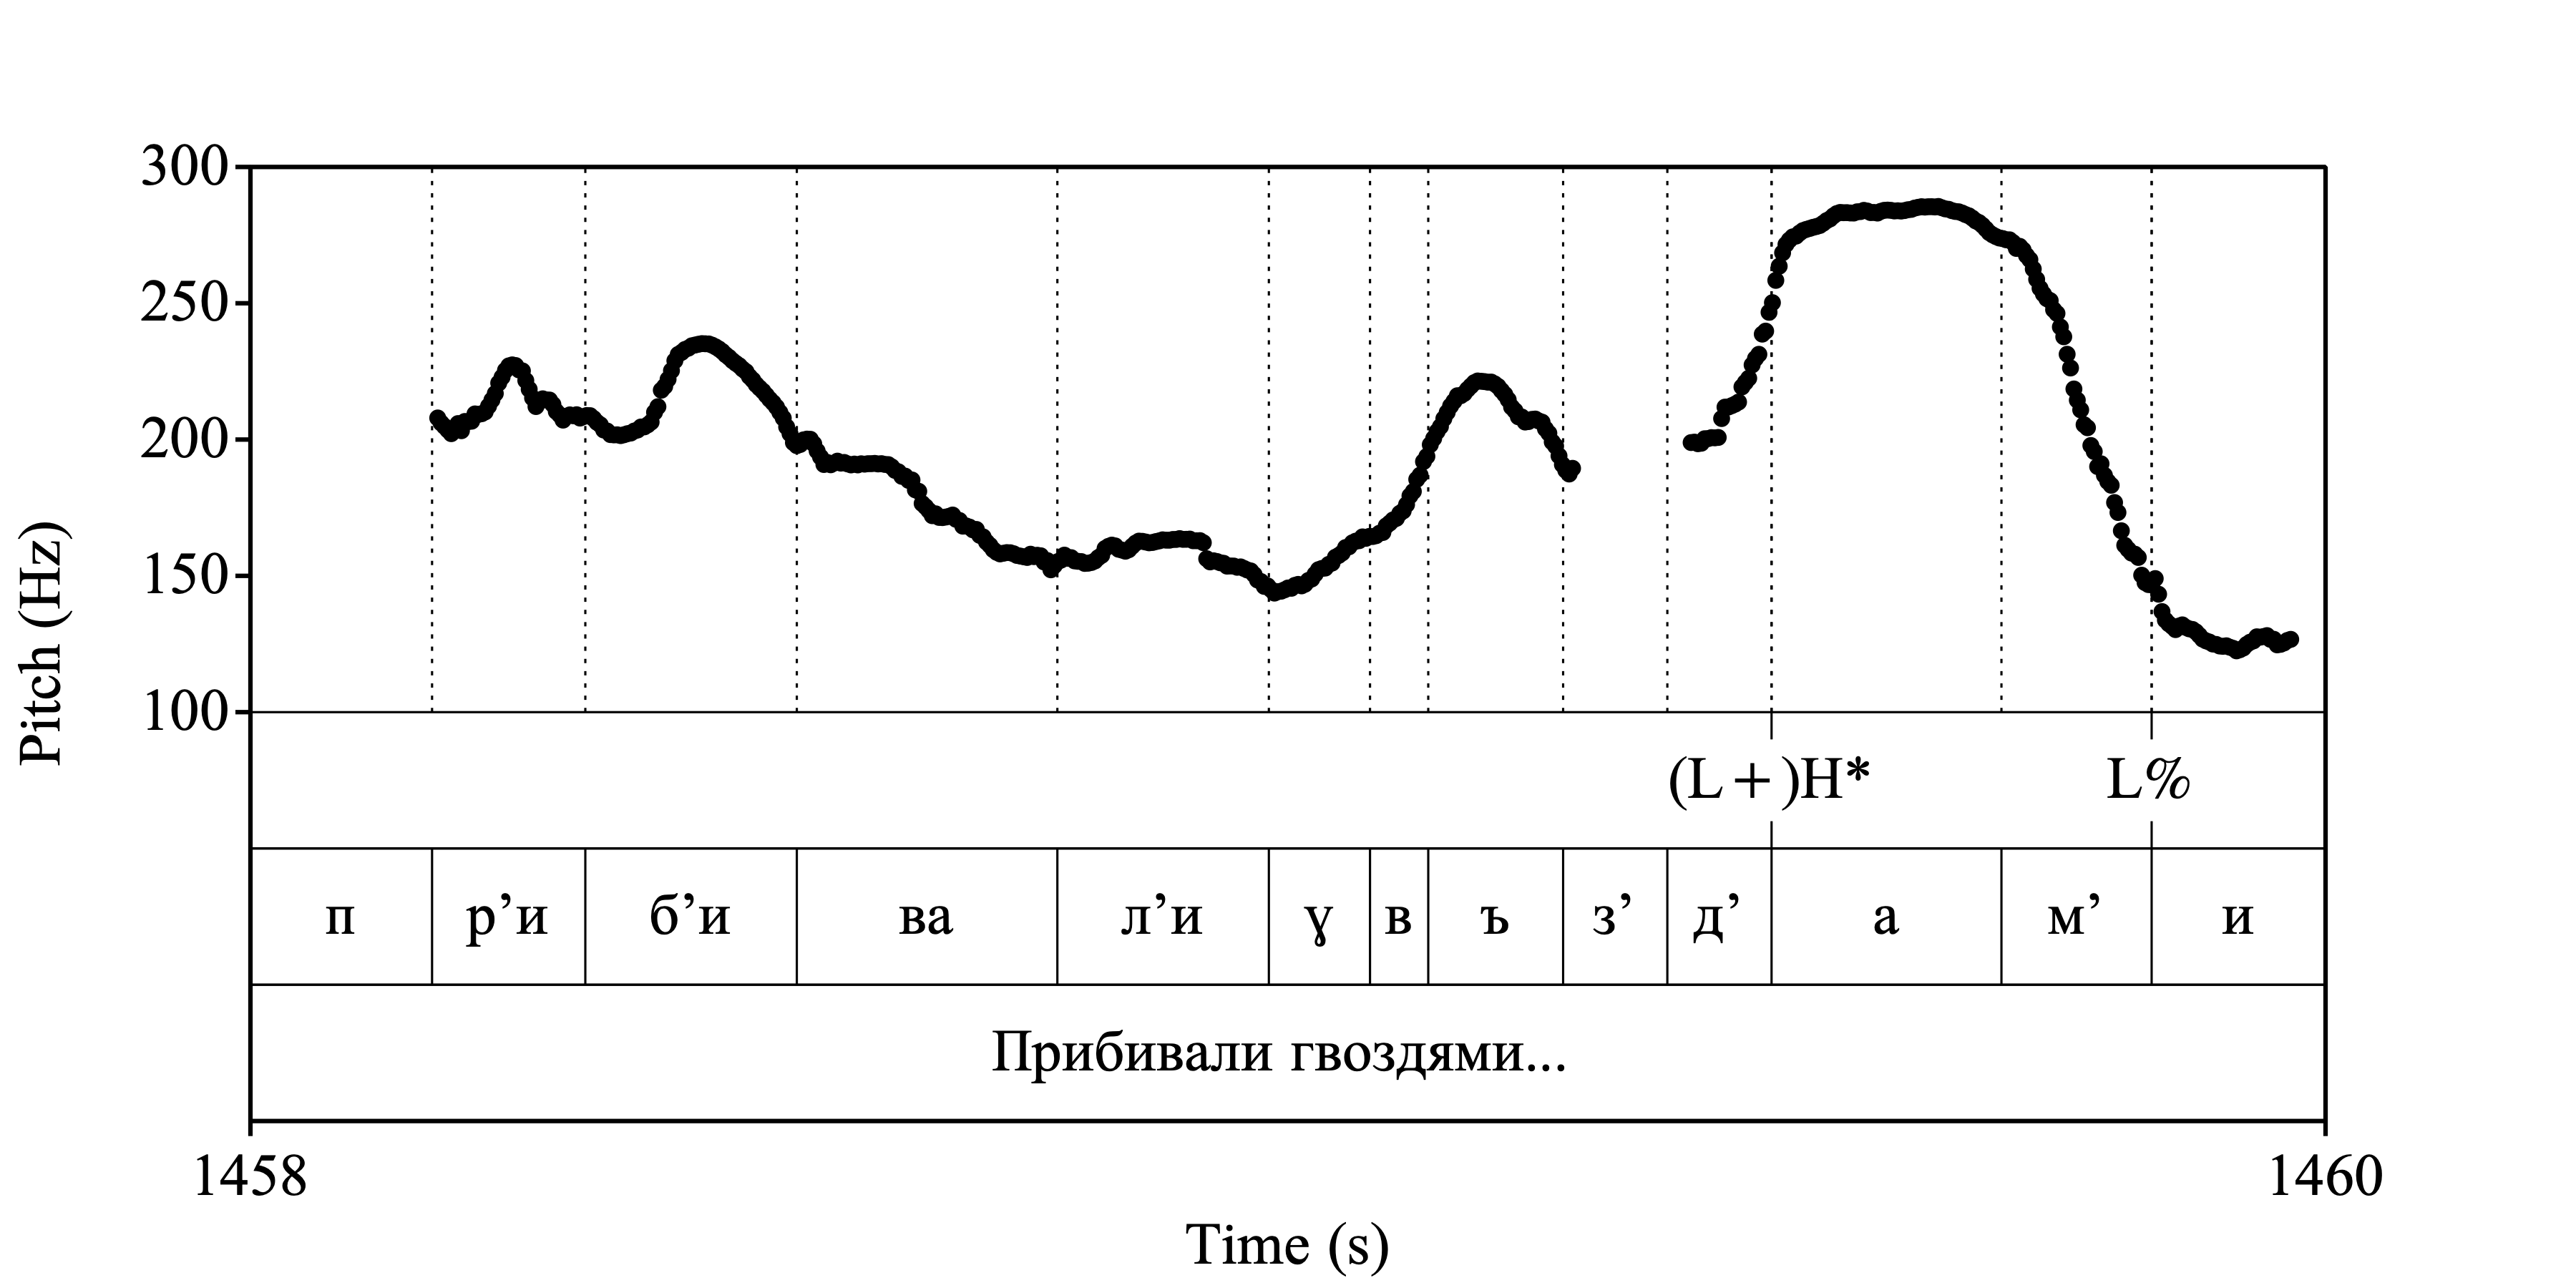 300
250
200
150
100
Pitch (Hz)
(L+)H* L%
п р’и б’и ва л’и ɣ в ъ з’ д’ а м’ и
Прибивали гвоздями...
1458 1460
Time (s)